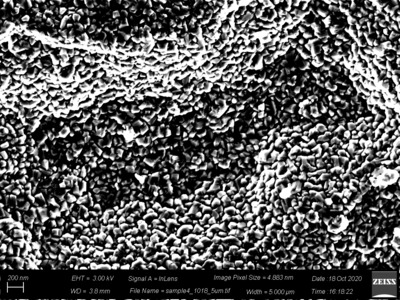 200 nm EHT = 3.00 kV Signal A = InLens Image Pixel Size = 4.883 nm Date: 18 Oct 2020 ZEISS
WD = 3.8 mm File Name = sample4_1018_5um.tif Width = 5.000 µm Time: 16:18:22